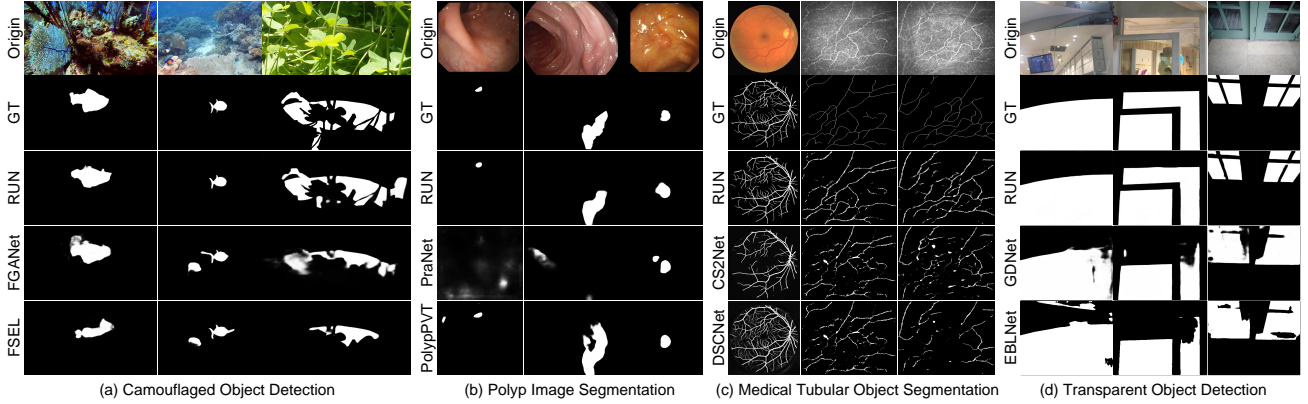 Origin
GT
RUN
FGANet
FSEL
(a) Camouflaged Object Detection
Origin
GT
RUN
PraNet
PolypPVT
(b) Polyp Image Segmentation
Origin
GT
RUN
CS2Net
DSCNet
(c) Medical Tubular Object Segmentation
Origin
GT
RUN
GDNet
EBLNet
(d) Transparent Object Detection